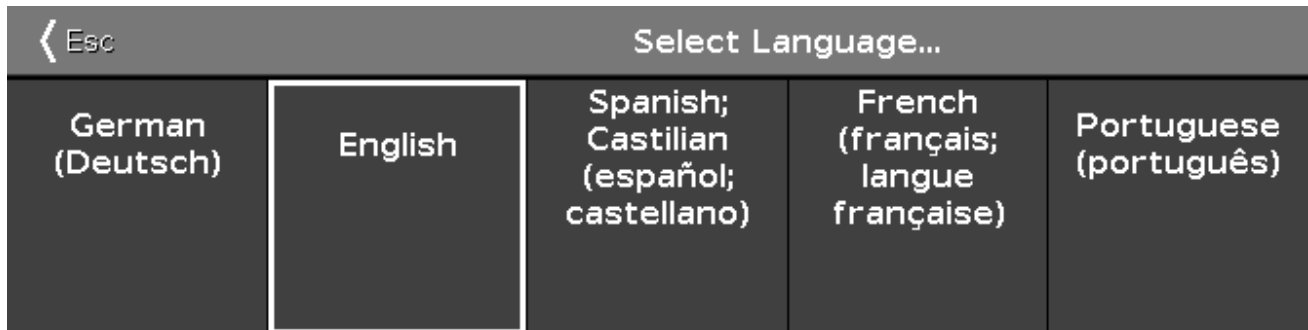 Esc
Select Language...
German
(Deutsch)
English
Spanish;
Castilian
(español;
castellano)
French
(français;
langue
française)
Portuguese
(português)